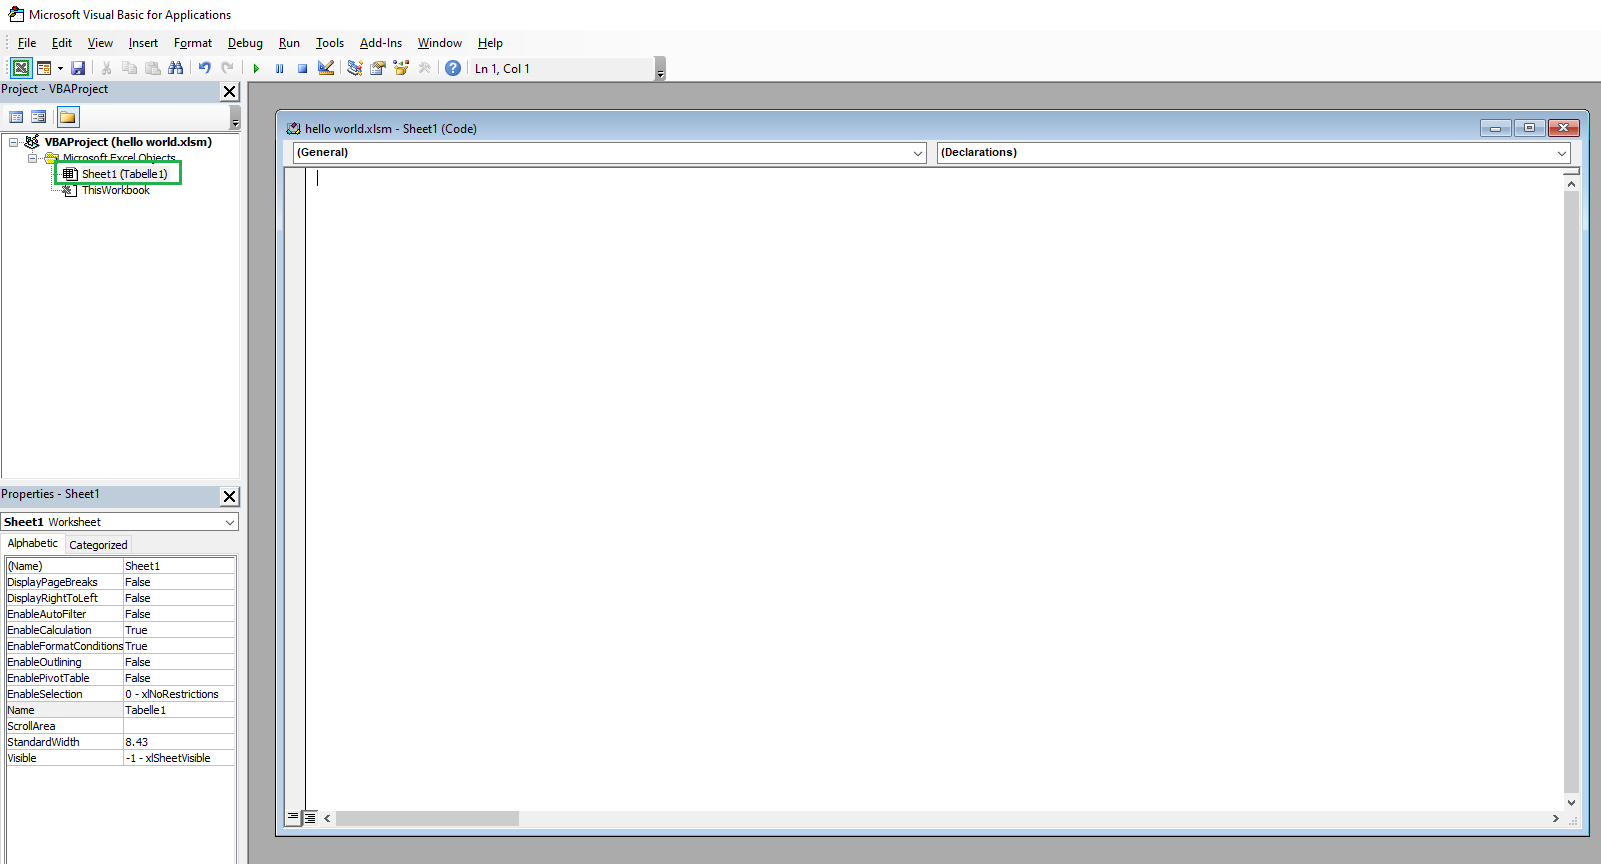 Microsoft Visual Basic for Applications
File Edit View Insert Format Debug Run Tools Add-Ins Window Help
Ln 1, Col 1
Project - VBAProject
VBAProject (hello world.xlsm)
Microsoft Excel Objects
Sheet1 (Tabelle1)
ThisWorkbook
Properties - Sheet1
Sheet1 Worksheet
Alphabetic Categorized
(Name) Sheet1
DisplayPageBreaks False
DisplayRightToLeft False
EnableAutoFilter False
EnableCalculation True
EnableFormatConditions True
EnableOutlining False
EnablePivotTable False
EnableSelection 0 - xlNoRestrictions
Name Tabelle1
ScrollArea
StandardWidth 8.43
Visible -1 - xlSheetVisible
hello world.xlsm - Sheet1 (Code)
(General) (Declarations)